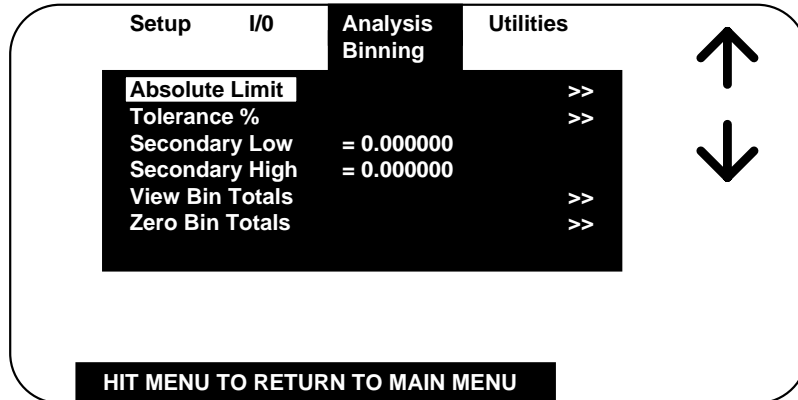 Setup I/0 Analysis Utilities
Binning
Absolute Limit >>
Tolerance % >>
Secondary Low = 0.000000
Secondary High = 0.000000
View Bin Totals >>
Zero Bin Totals >>
HIT MENU TO RETURN TO MAIN MENU